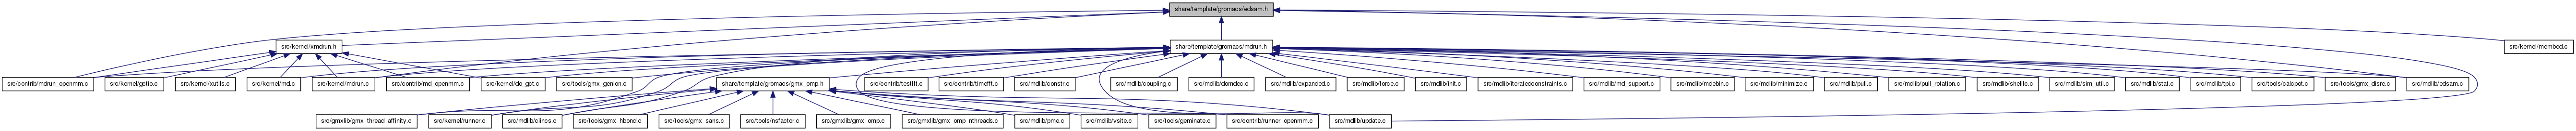 share/template/gromacs/edsam.h
src/kernel/xmdrun.h
share/template/gromacs/mdrun.h
src/kernel/membed.c
src/contrib/mdrun_openmm.c
src/kernel/gctio.c
src/kernel/xutils.c
src/kernel/md.c
src/kernel/mdrun.c
src/contrib/md_openmm.c
src/kernel/do_gct.c
src/tools/gmx_genion.c
share/template/gromacs/gmx_omp.h
src/contrib/testfft.c
src/contrib/timefft.c
src/mdlib/constr.c
src/mdlib/coupling.c
src/mdlib/domdec.c
src/mdlib/expanded.c
src/mdlib/force.c
src/mdlib/init.c
src/mdlib/iteratedconstraints.c
src/mdlib/md_support.c
src/mdlib/mdebin.c
src/mdlib/minimize.c
src/mdlib/pull.c
src/mdlib/pull_rotation.c
src/mdlib/shellfc.c
src/mdlib/sim_util.c
src/mdlib/stat.c
src/mdlib/tpi.c
src/tools/calcpot.c
src/tools/gmx_disre.c
src/mdlib/edsam.c
src/gmxlib/gmx_thread_affinity.c
src/kernel/runner.c
src/mdlib/clincs.c
src/tools/gmx_hbond.c
src/tools/gmx_sans.c
src/tools/nsfactor.c
src/gmxlib/gmx_omp.c
src/gmxlib/gmx_omp_nthreads.c
src/mdlib/pme.c
src/mdlib/vsite.c
src/tools/geminate.c
src/contrib/runner_openmm.c
src/mdlib/update.c